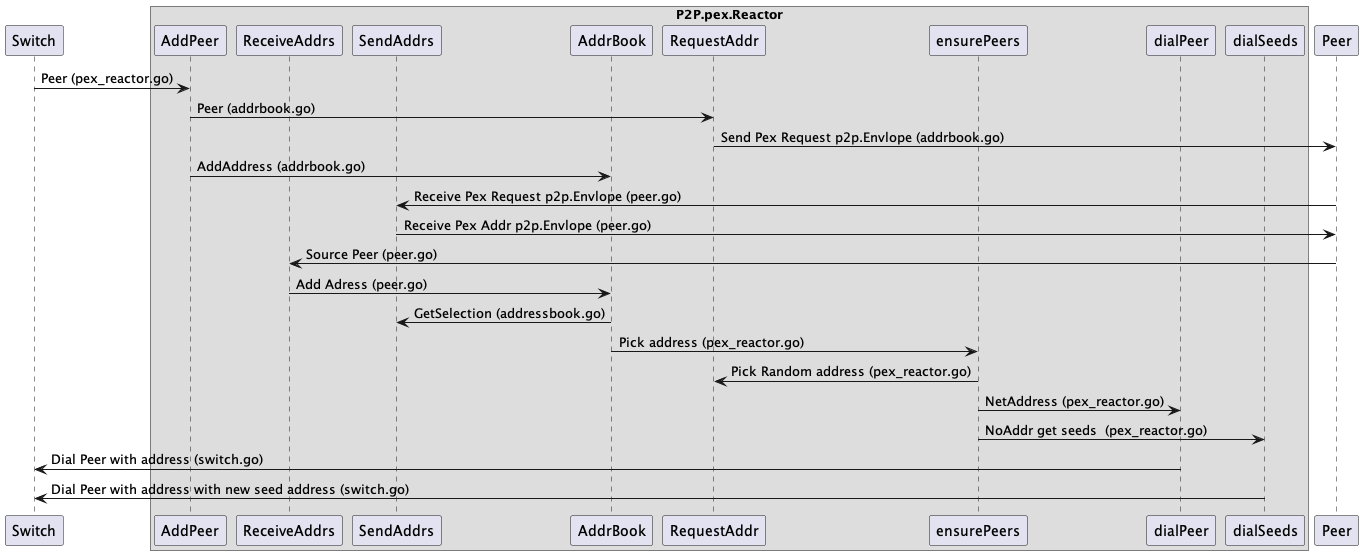 P2P.pex.Reactor
Switch AddPeer ReceiveAddrs SendAddrs AddrBook RequestAddr ensurePeers dialPeer dialSeeds Peer
Peer (pex_reactor.go)
Peer (addrbook.go)
Send Pex Request p2p.Envlope (addrbook.go)
AddAddress (addrbook.go)
Receive Pex Request p2p.Envlope (peer.go)
Receive Pex Addr p2p.Envlope (peer.go)
Source Peer (peer.go)
Add Adress (peer.go)
GetSelection (addressbook.go)
Pick address (pex_reactor.go)
Pick Random address (pex_reactor.go)
NetAddress (pex_reactor.go)
NoAddr get seeds  (pex_reactor.go)
Dial Peer with address (switch.go)
Dial Peer with address with new seed address (switch.go)
Switch AddPeer ReceiveAddrs SendAddrs AddrBook RequestAddr ensurePeers dialPeer dialSeeds Peer